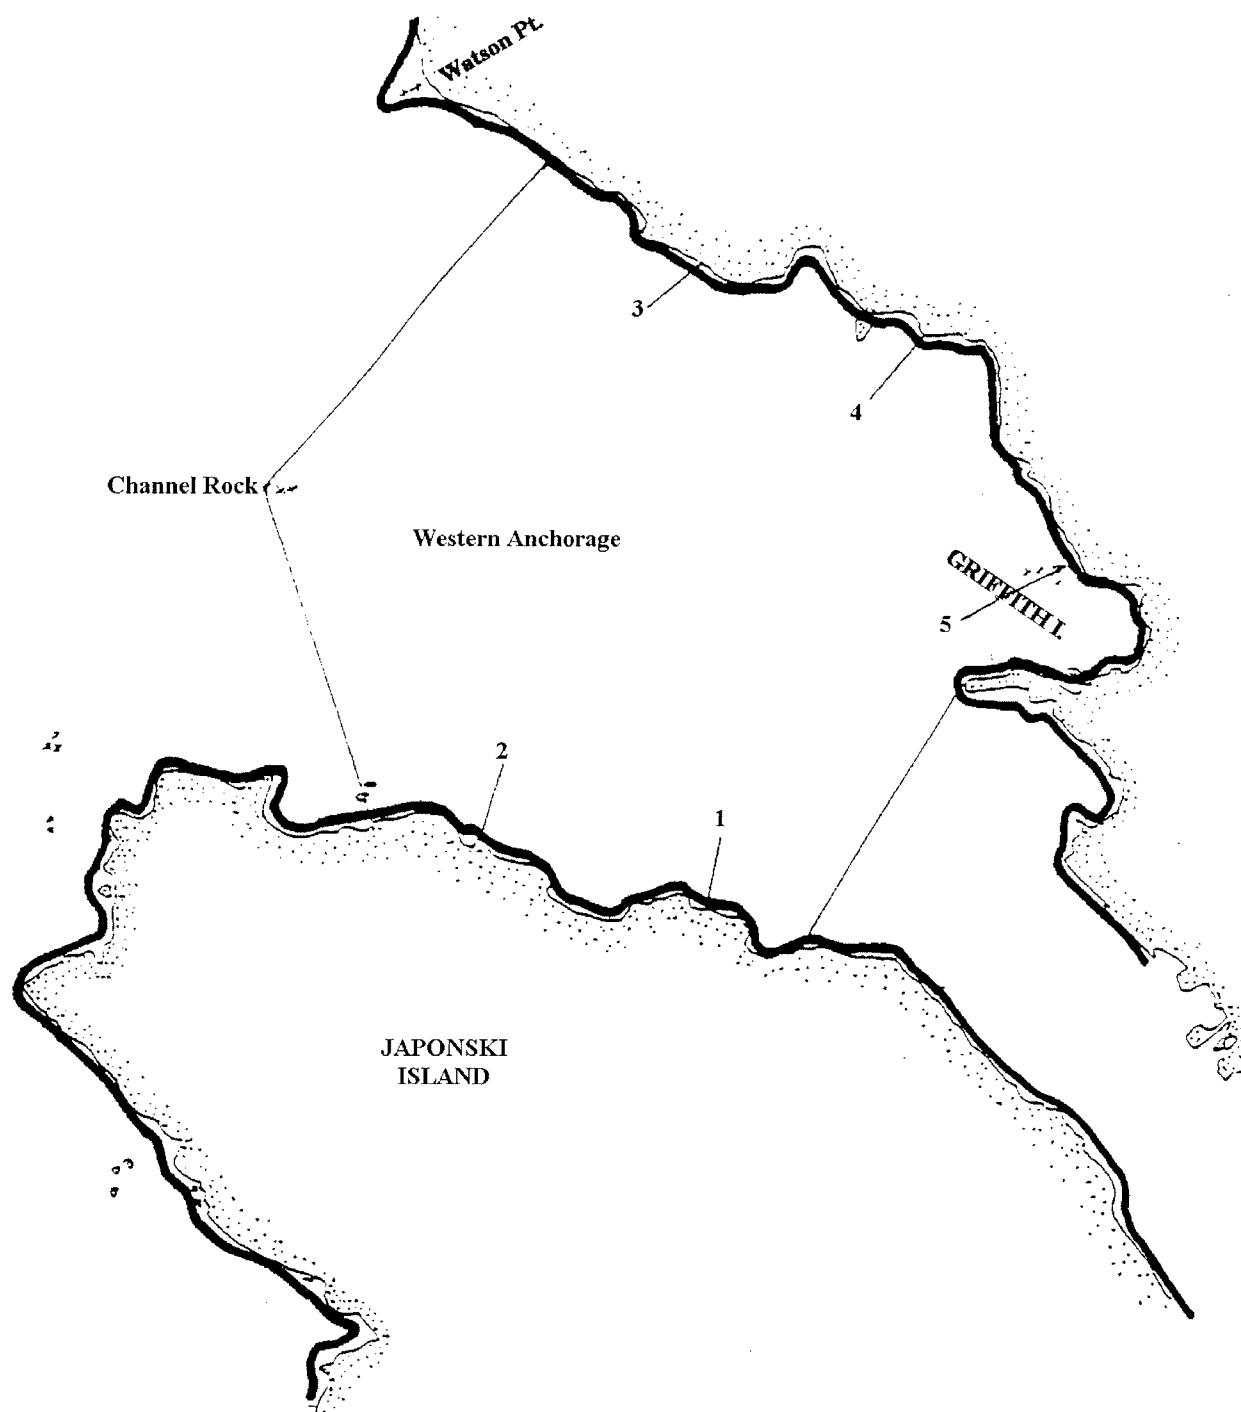 Watson Pt.
3
4
Channel Rock
Western Anchorage
GRIFFITH I.
5
2
1
JAPONSKI
ISLAND